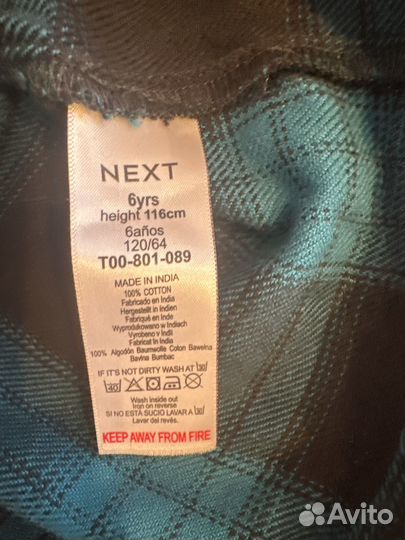 NEXT
6yrs
height 116cm
6años
120/64
T00-801-089
MADE IN INDIA
100% COTTON
Fabricado en India
Hergestellt in Indien
Fabriqué en Inde
Wyprodukowano w Indiach
Vyrobeno v Indii
Fabricat în India
100% Algodón Baumwolle Coton Bawełna
Bavlna Bumbac
IF IT'S NOT DIRTY WASH AT 30
40
Wash inside out
Iron on reverse
SI NO ESTÁ SUCIO LAVAR A 30
Lavar del revés.
KEEP AWAY FROM FIRE
Avito